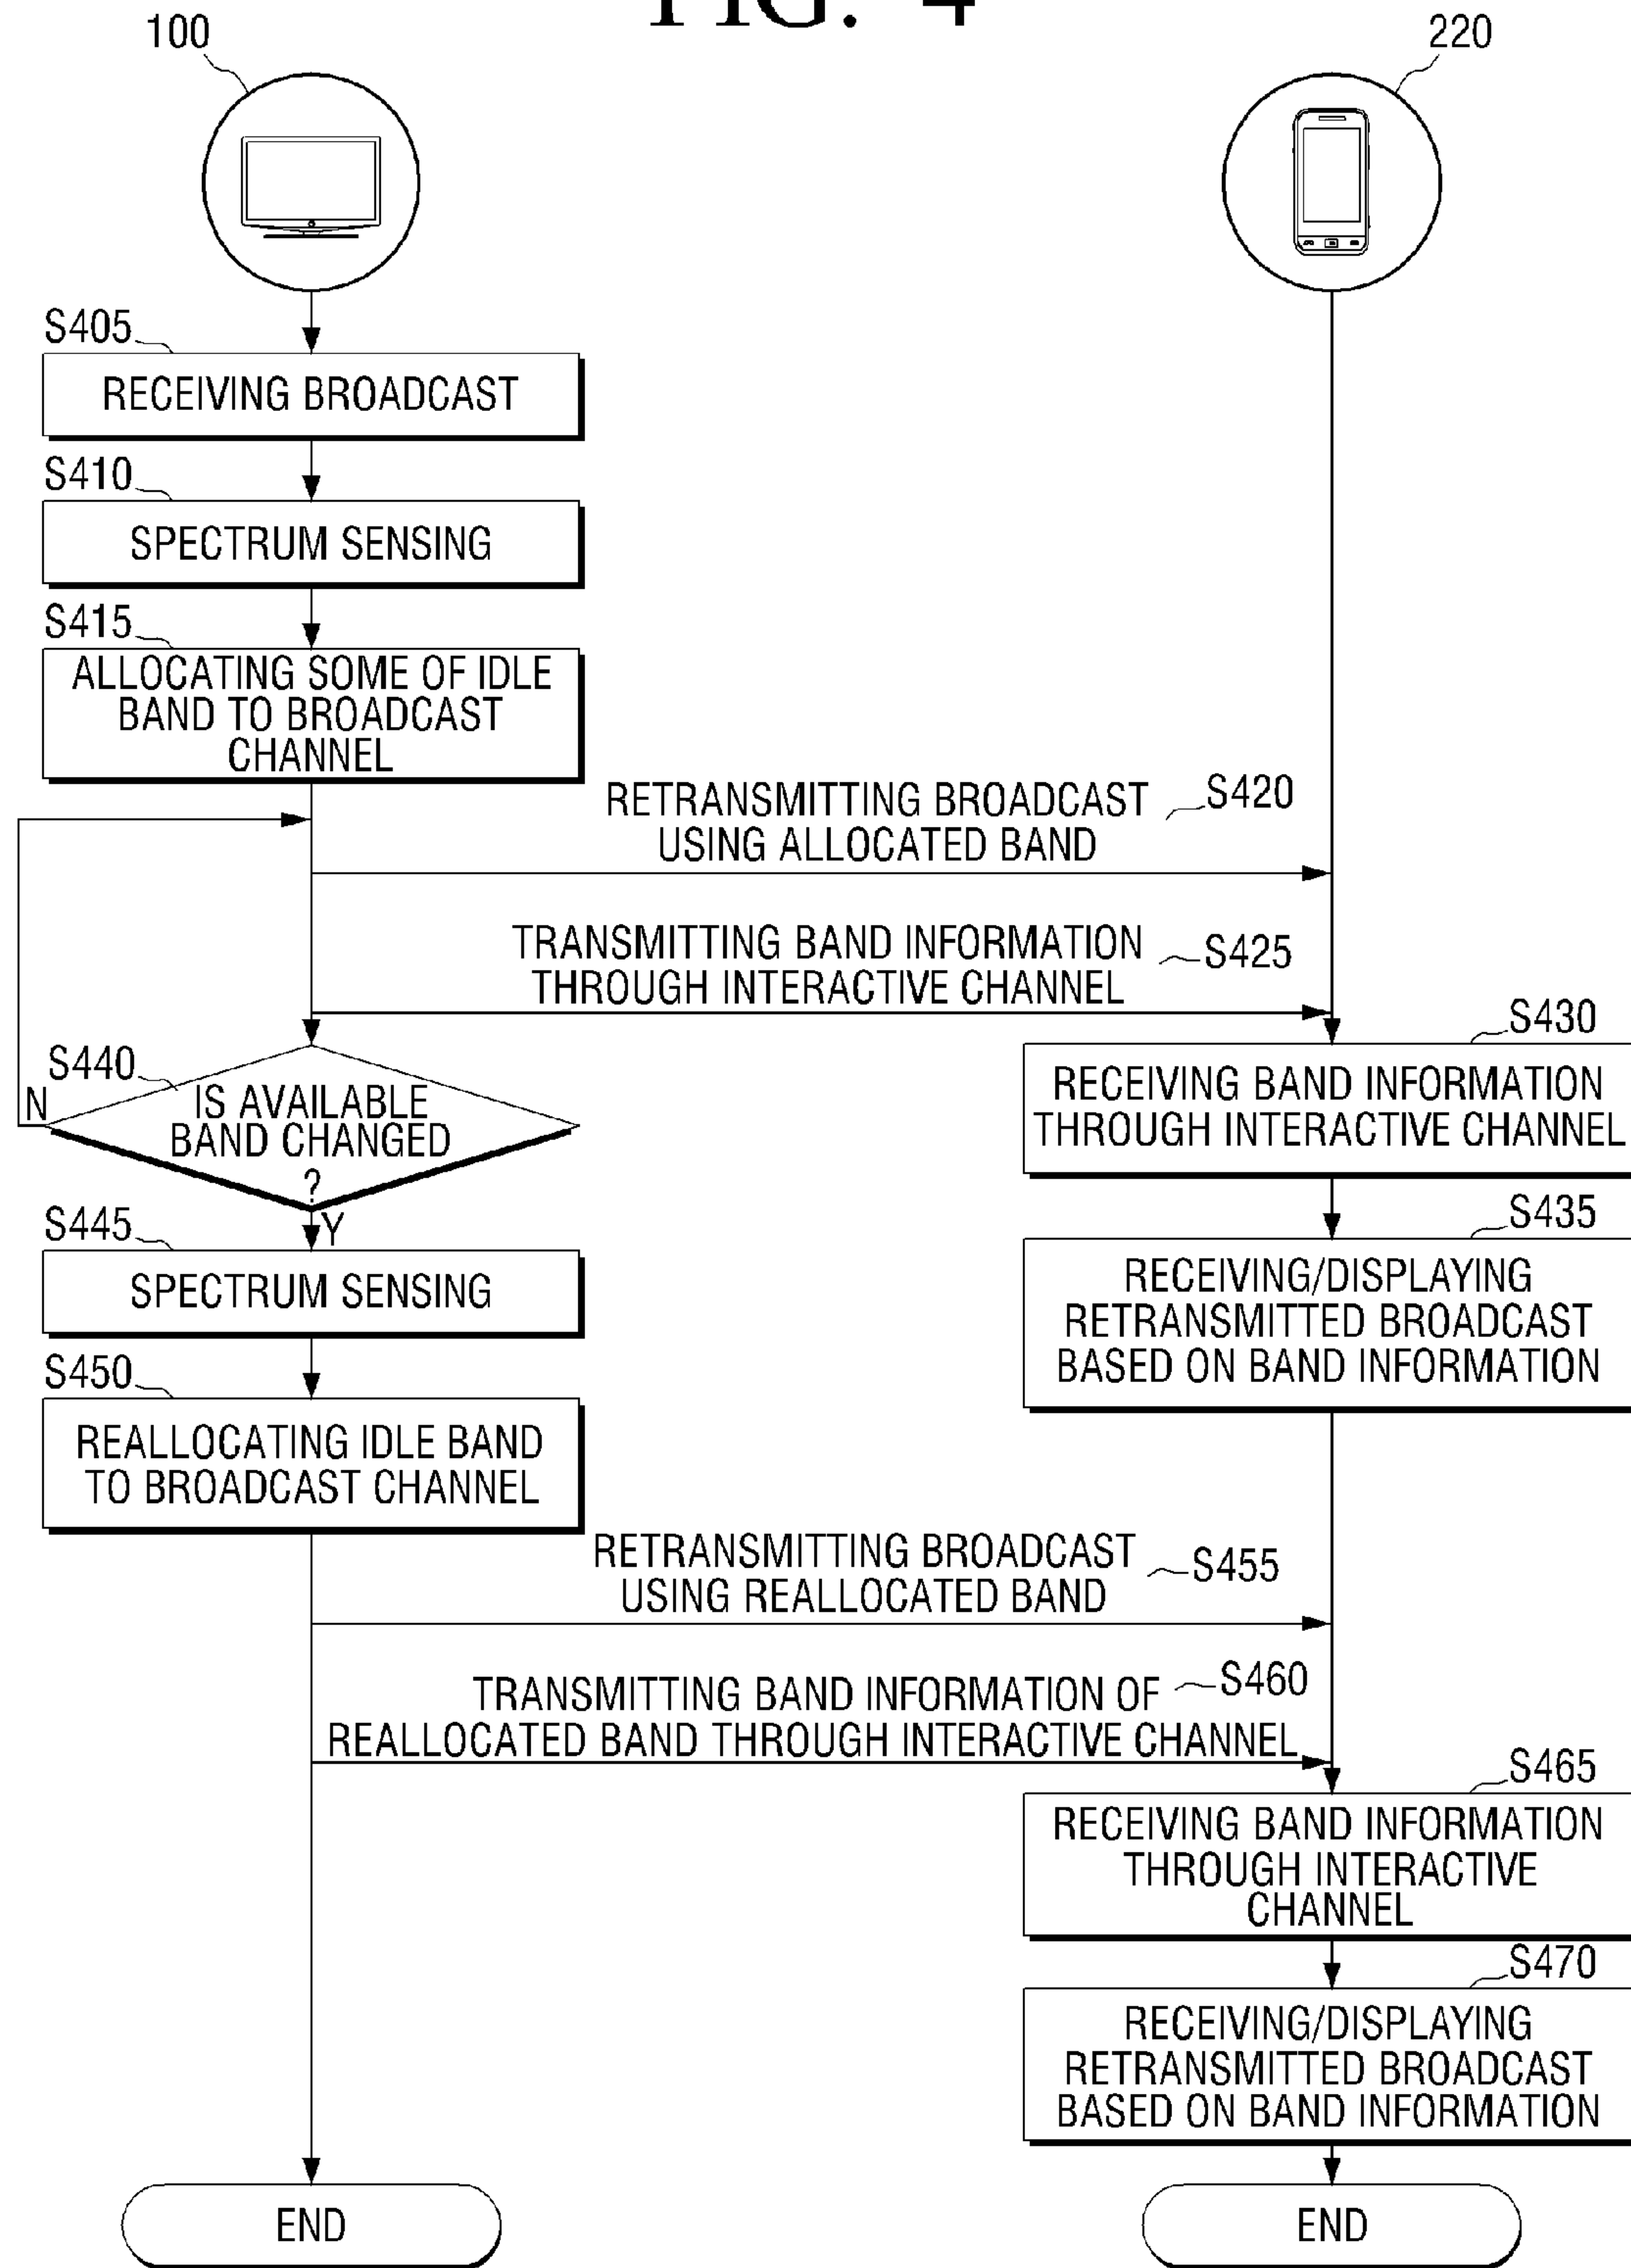 FIG. 4
100
220
S405
RECEIVING BROADCAST
S410
SPECTRUM SENSING
S415
ALLOCATING SOME OF IDLE
BAND TO BROADCAST
CHANNEL
RETRANSMITTING BROADCAST
USING ALLOCATED BAND
S420
TRANSMITTING BAND INFORMATION
THROUGH INTERACTIVE CHANNEL
S425
S430
RECEIVING BAND INFORMATION
THROUGH INTERACTIVE CHANNEL
S440
N
IS AVAILABLE
BAND CHANGED
?
Y
S435
RECEIVING/DISPLAYING
RETRANSMITTED BROADCAST
BASED ON BAND INFORMATION
S445
SPECTRUM SENSING
S450
REALLOCATING IDLE BAND
TO BROADCAST CHANNEL
RETRANSMITTING BROADCAST
USING REALLOCATED BAND
S455
TRANSMITTING BAND INFORMATION OF
REALLOCATED BAND THROUGH INTERACTIVE CHANNEL
S460
S465
RECEIVING BAND INFORMATION
THROUGH INTERACTIVE
CHANNEL
S470
RECEIVING/DISPLAYING
RETRANSMITTED BROADCAST
BASED ON BAND INFORMATION
END
END